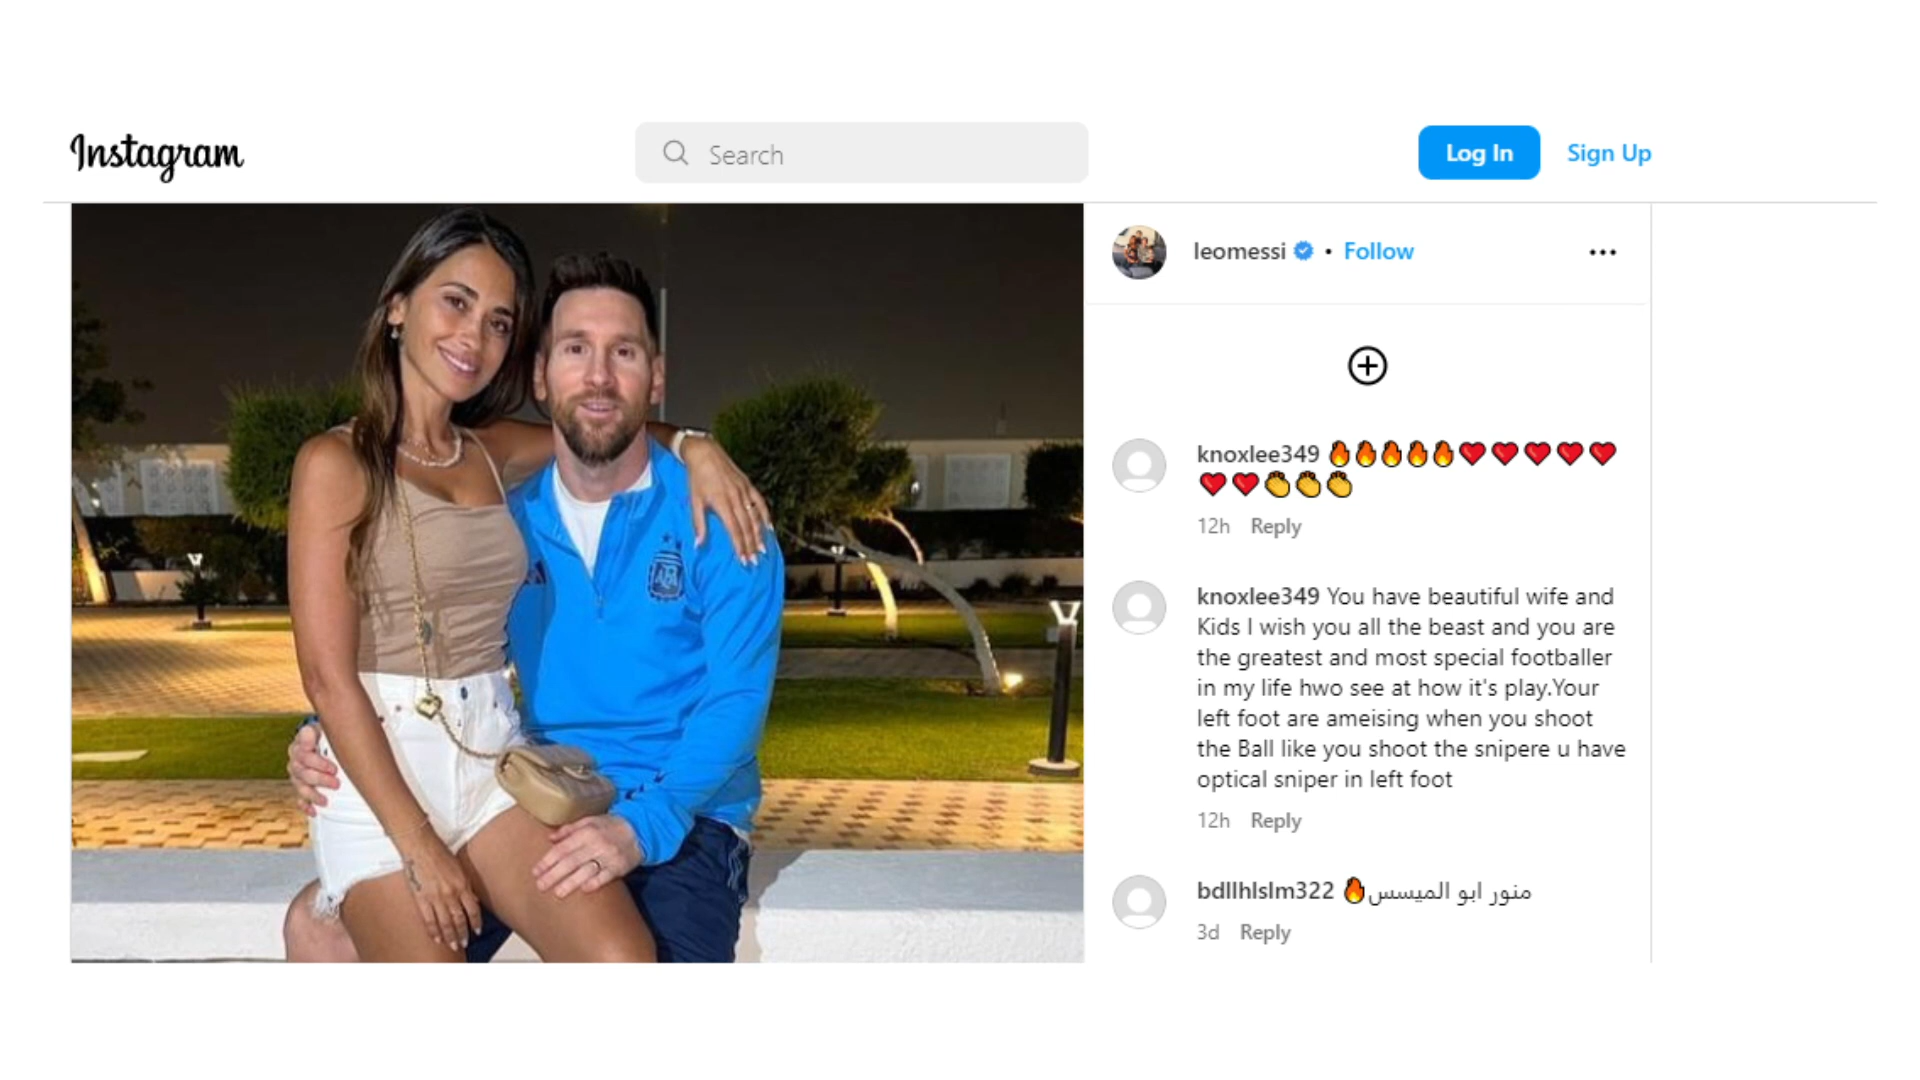 Instagram
Search
Log In
Sign Up
leomessi • Follow
AFA
knoxlee349 🔥🔥🔥🔥🔥❤️❤️❤️❤️❤️
❤️❤️👏👏👏
12h Reply
knoxlee349 You have beautiful wife and
Kids I wish you all the beast and you are
the greatest and most special footballer
in my life hwo see at how it's play.Your
left foot are ameising when you shoot
the Ball like you shoot the snipere u have
optical sniper in left foot
12h Reply
bdllhlslm322 🔥منور ابو الميسس
3d Reply